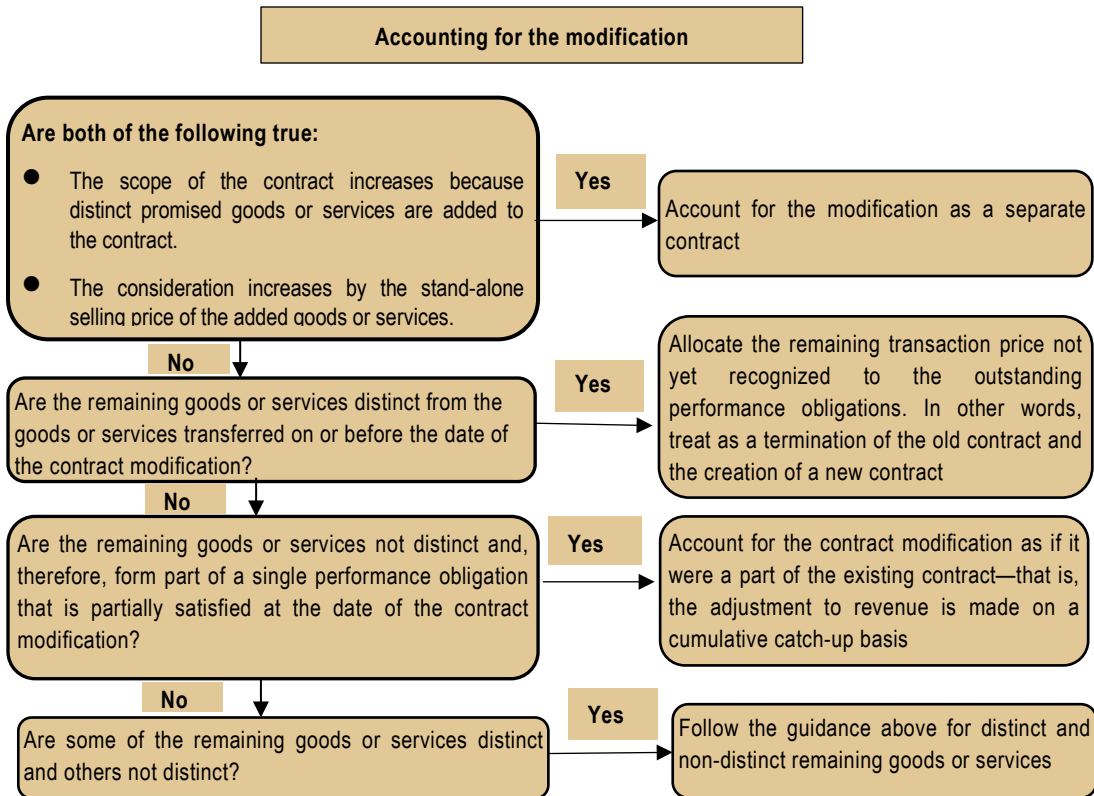 Accounting for the modification
Are both of the following true:
● The scope of the contract increases because
distinct promised goods or services are added to
the contract.
● The consideration increases by the stand-alone
selling price of the added goods or services.
Yes
Account for the modification as a separate
contract
No
Are the remaining goods or services distinct from the
goods or services transferred on or before the date of
the contract modification?
Yes
Allocate the remaining transaction price not
yet recognized to the outstanding
performance obligations. In other words,
treat as a termination of the old contract and
the creation of a new contract
No
Are the remaining goods or services not distinct and,
therefore, form part of a single performance obligation
that is partially satisfied at the date of the contract
modification?
Yes
Account for the contract modification as if it
were a part of the existing contract—that is,
the adjustment to revenue is made on a
cumulative catch-up basis
No
Are some of the remaining goods or services distinct
and others not distinct?
Yes
Follow the guidance above for distinct and
non-distinct remaining goods or services